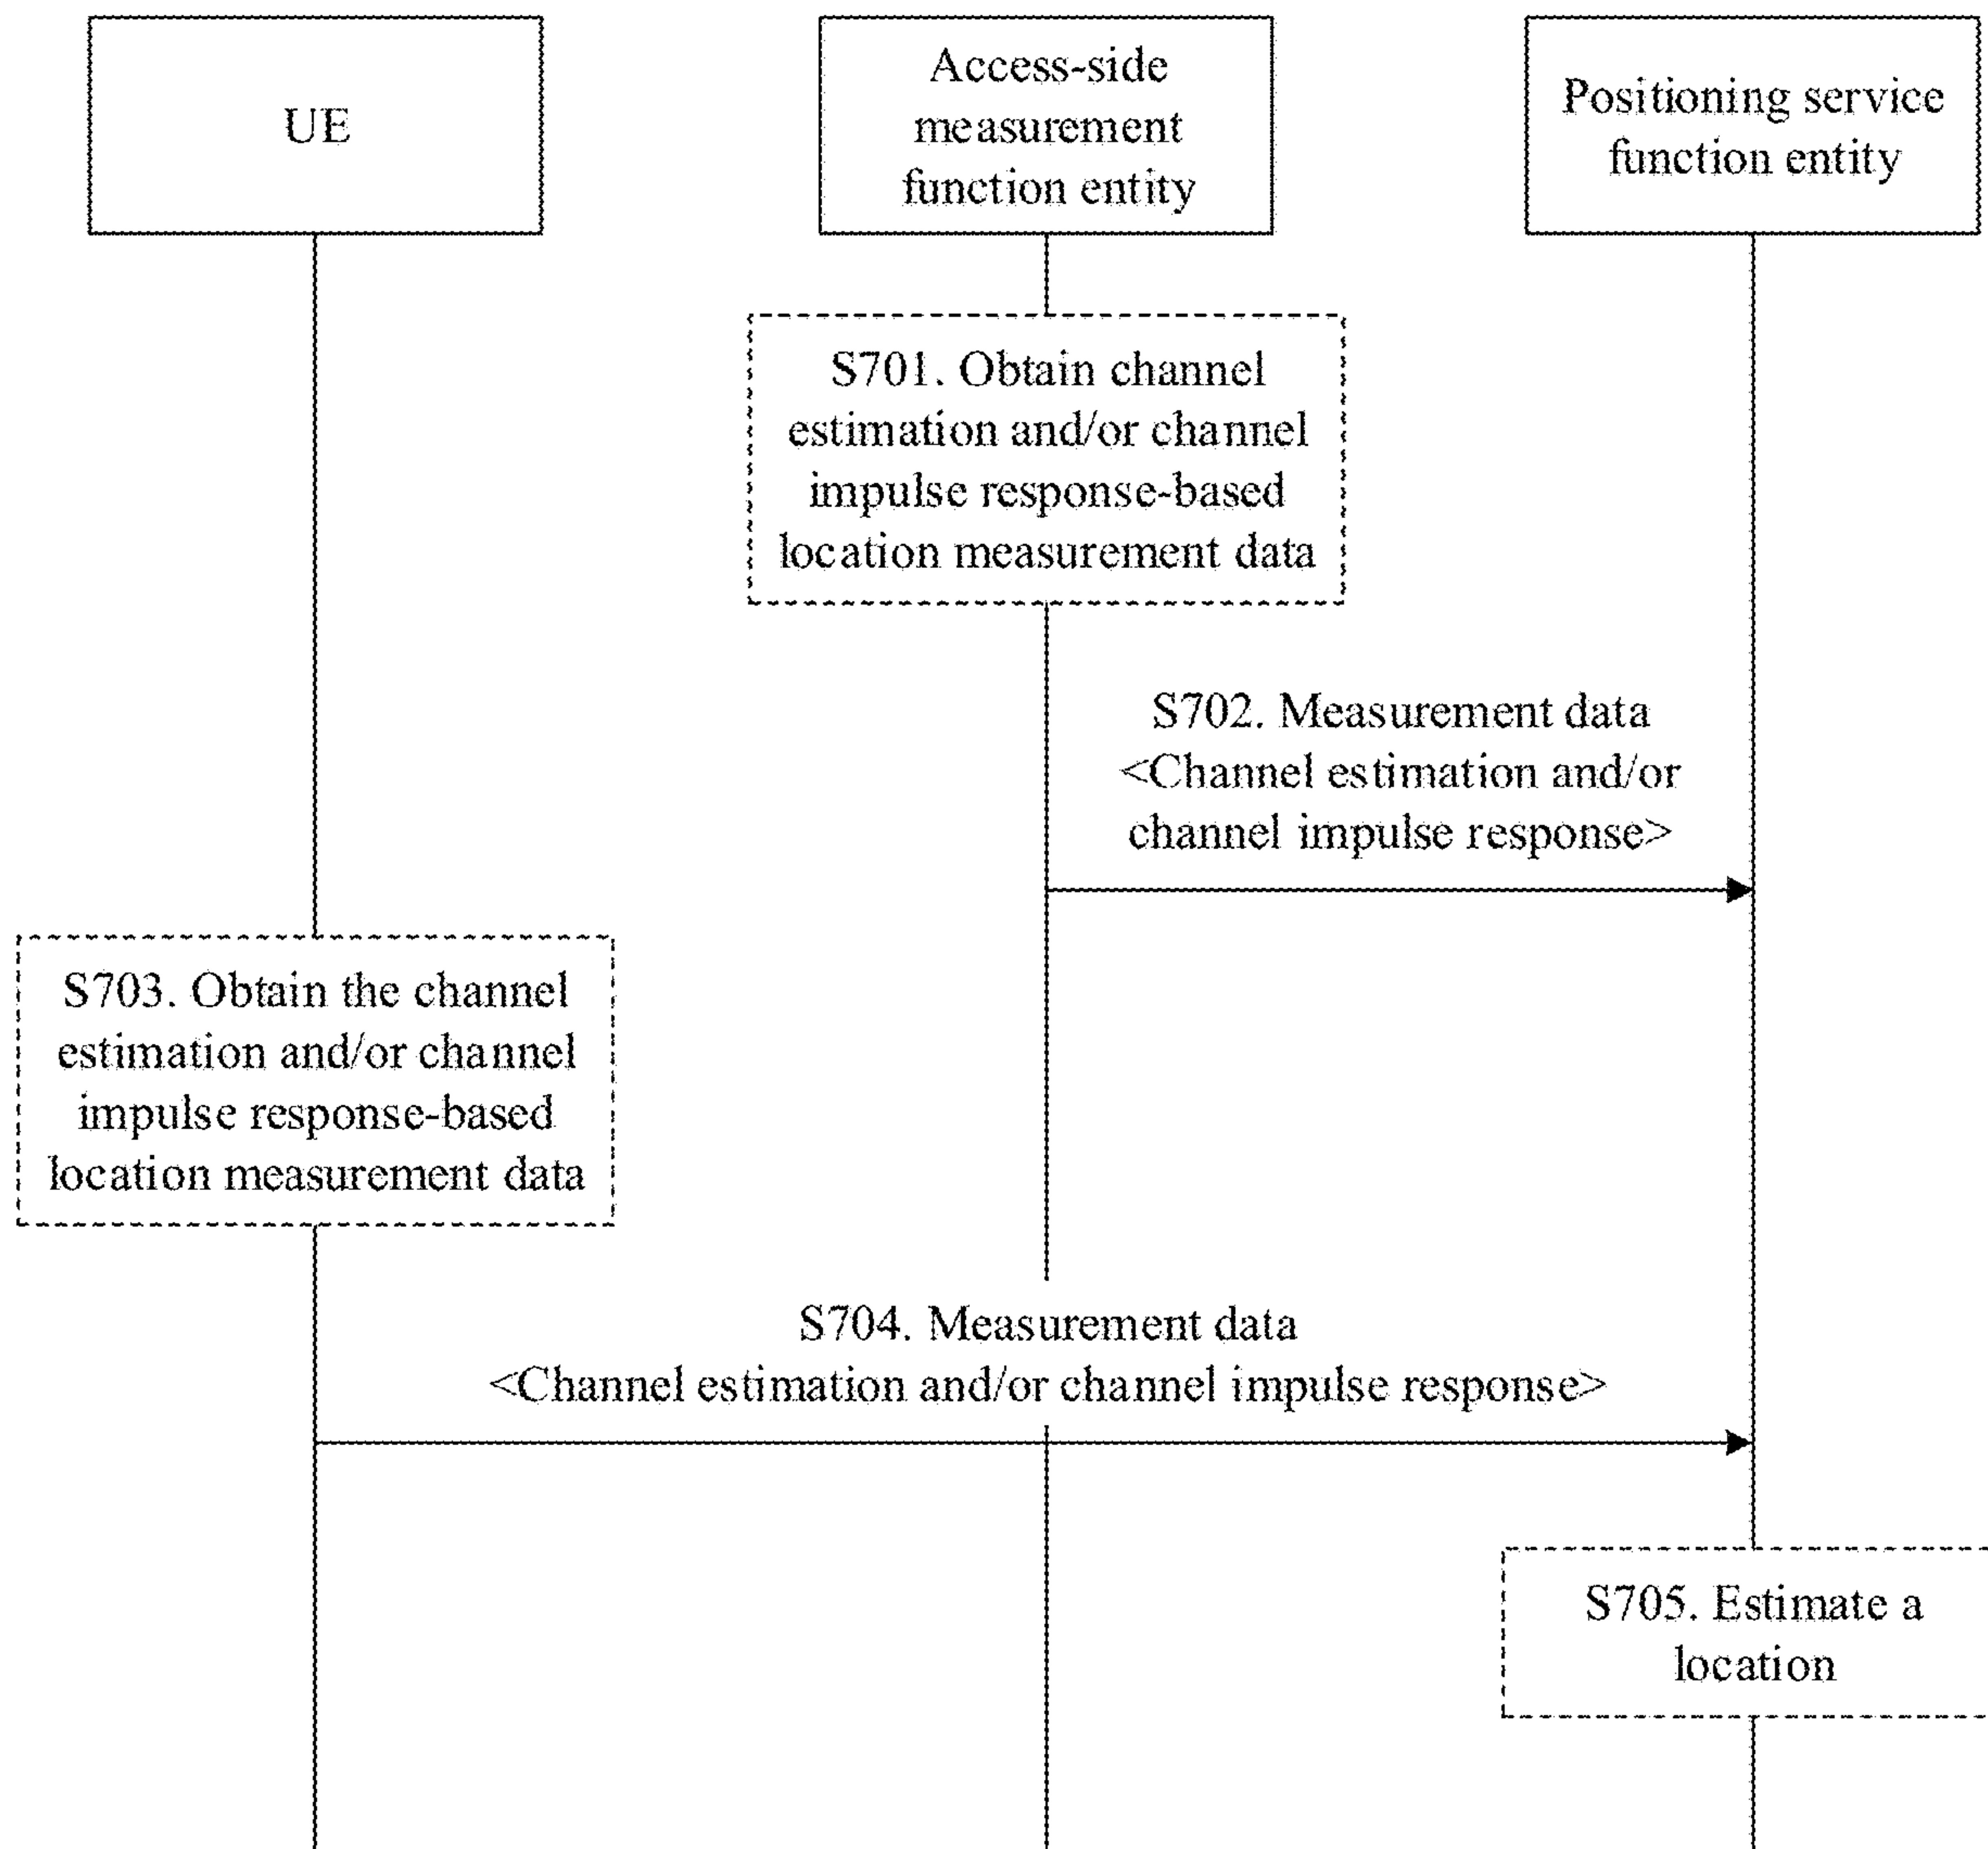 UE
Access-side
measurement
function entity
Positioning service
function entity
S701. Obtain channel
estimation and/or channel
impulse response-based
location measurement data
S702. Measurement data
<Channel estimation and/or
channel impulse response>
S703. Obtain the channel
estimation and/or channel
impulse response-based
location measurement data
S704. Measurement data
<Channel estimation and/or channel impulse response>
S705. Estimate a
location